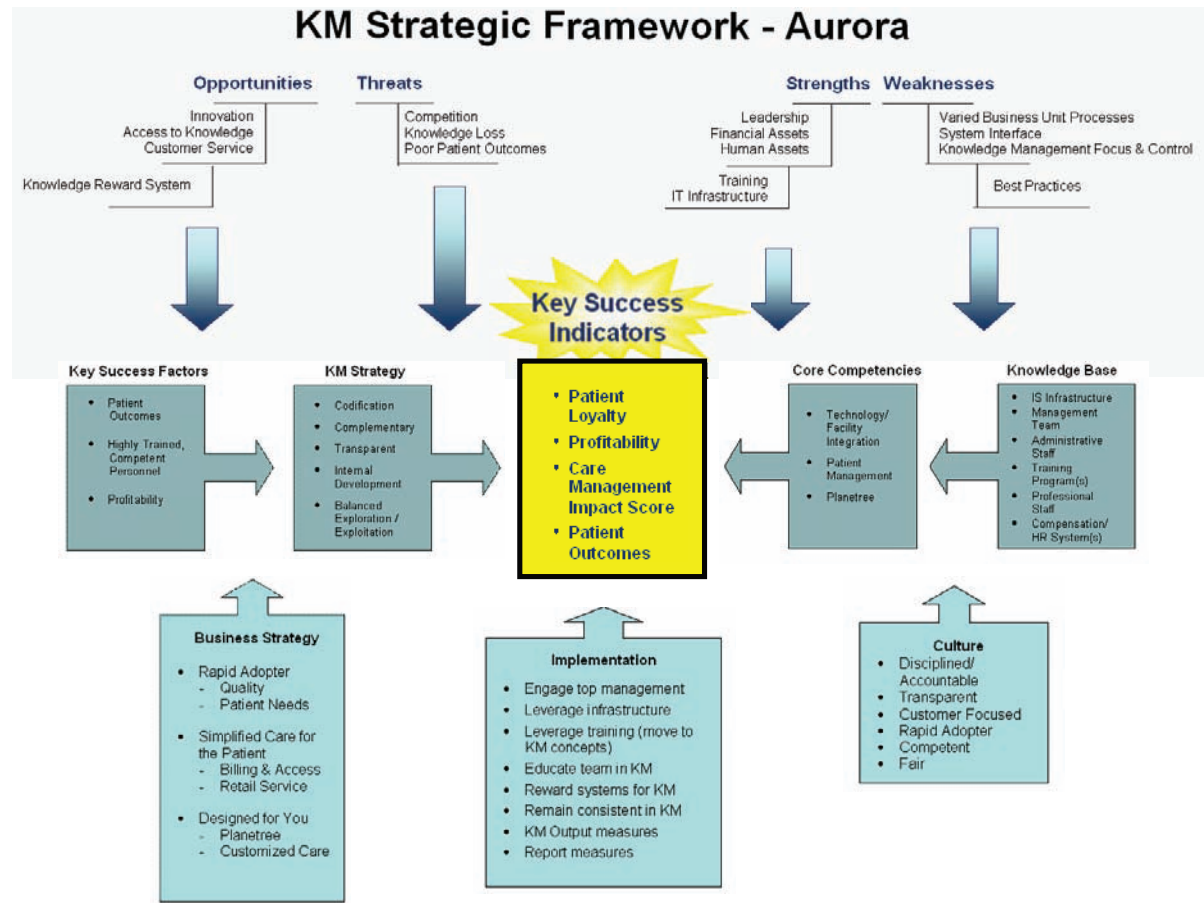 KM Strategic Framework - Aurora
Opportunities
Innovation
Access to Knowledge
Customer Service
Knowledge Reward System
Threats
Competition
Knowledge Loss
Poor Patient Outcomes
Strengths
Leadership
Financial Assets
Human Assets
Training
IT Infrastructure
Weaknesses
Varied Business Unit Processes
System Interface
Knowledge Management Focus & Control
Best Practices
Key Success
Indicators
Key Success Factors
• Patient
Outcomes
• Highly Trained,
Competent
Personnel
• Profitability
KM Strategy
• Codification
• Complementary
• Transparent
• Internal
Development
• Balanced
Exploration /
Exploitation
• Patient
Loyalty
• Profitability
• Care
Management
Impact Score
• Patient
Outcomes
Core Competencies
• Technology/
Facility
Integration
• Patient
Management
• Planetree
Knowledge Base
• IS Infrastructure
• Management
Team
• Administrative
Staff
• Training
Program(s)
• Professional
Staff
• Compensation/
HR System(s)
Business Strategy
• Rapid Adopter
- Quality
- Patient Needs
• Simplified Care for
the Patient
- Billing & Access
- Retail Service
• Designed for You
- Planetree
- Customized Care
Implementation
• Engage top management
• Leverage infrastructure
• Leverage training (move to
KM concepts)
• Educate team in KM
• Reward systems for KM
• Remain consistent in KM
• KM Output measures
• Report measures
Culture
• Disciplined/
Accountable
• Transparent
• Customer Focused
• Rapid Adopter
• Competent
• Fair